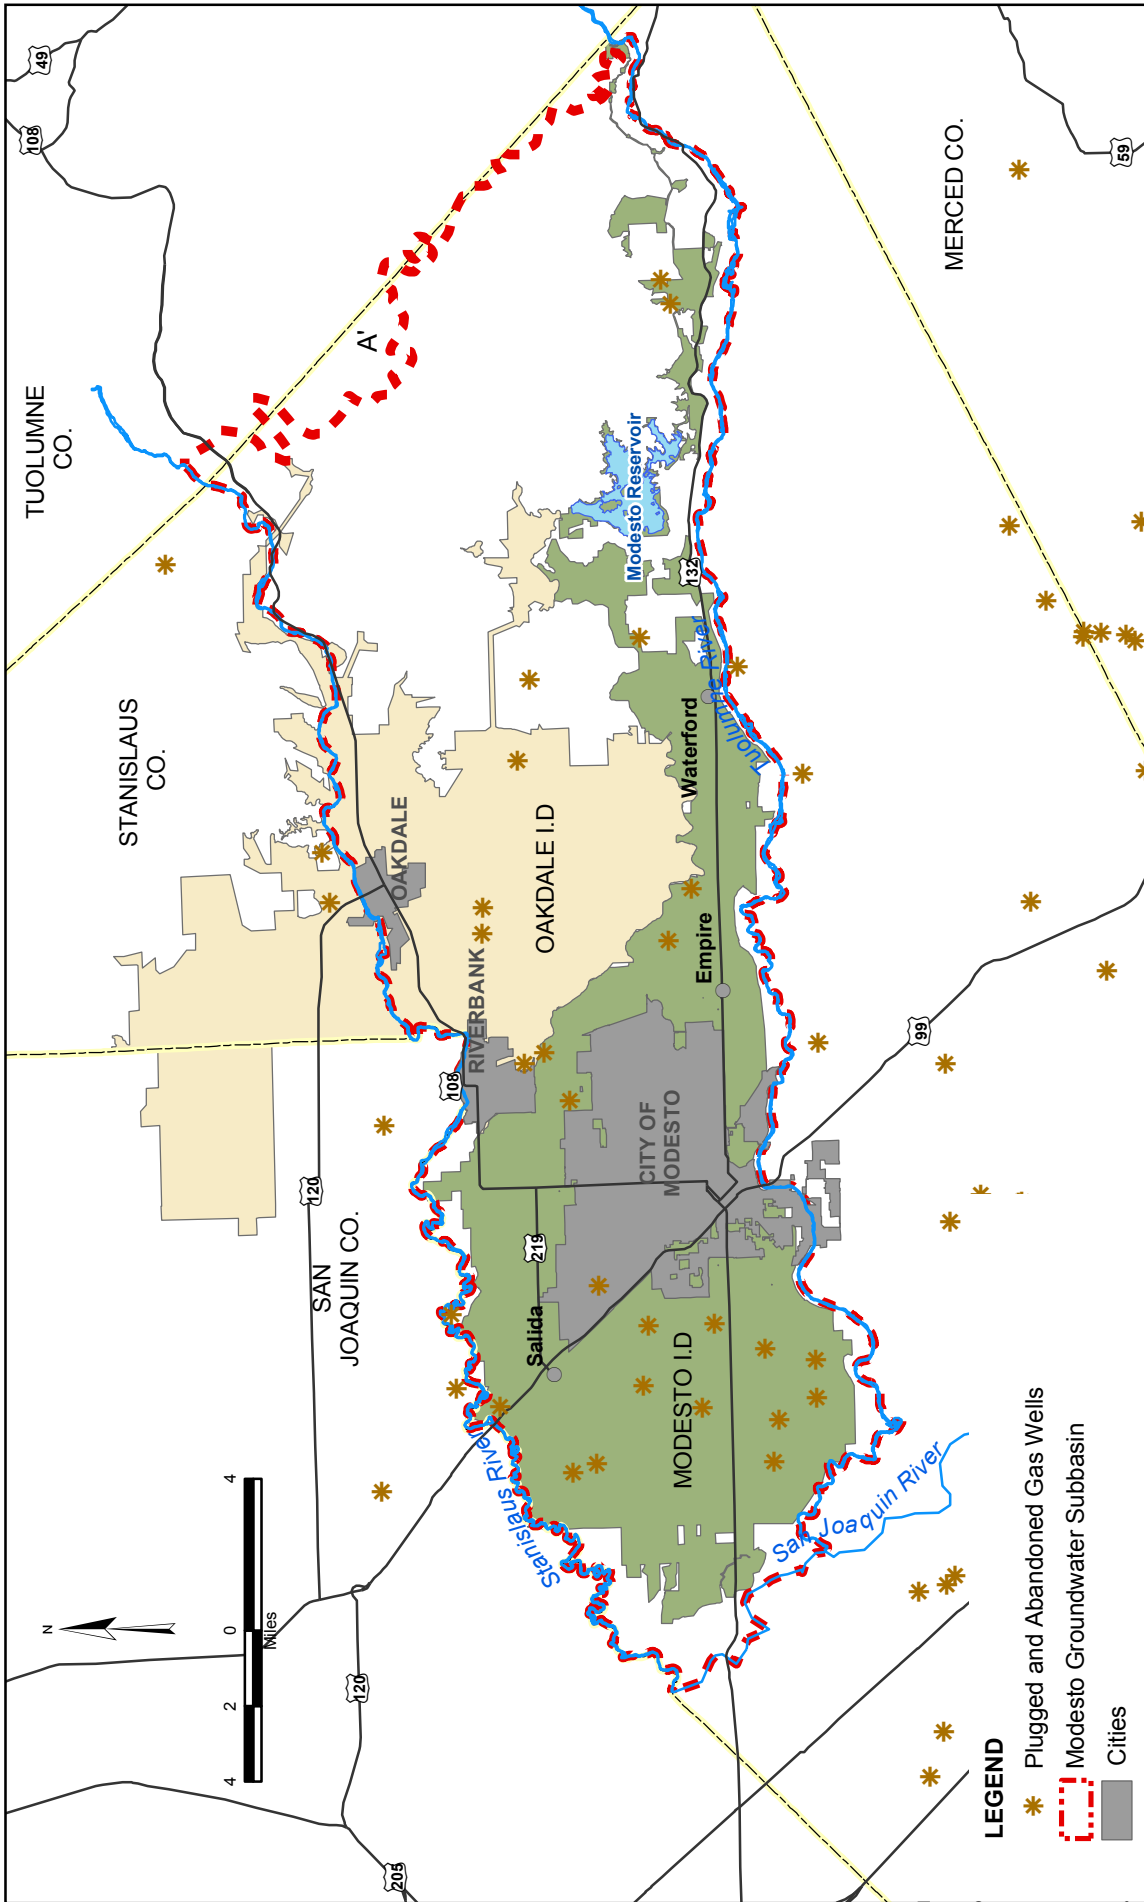 49
108
TUOLUMNE
CO.
A'
MERCED CO.
59
STANISLAUS
CO.
Modesto Reservoir
132
Tuolumne River
Waterford
OAKDALE
OAKDALE I.D
Empire
RIVERBANK
108
99
120
CITY OF
MODESTO
SAN
JOAQUIN CO.
219
Salida
MODESTO I.D
Stanislaus River
San Joaquin River
N
4
2
0
4
Miles
120
205
LEGEND
Plugged and Abandoned Gas Wells
Modesto Groundwater Subbasin
Cities